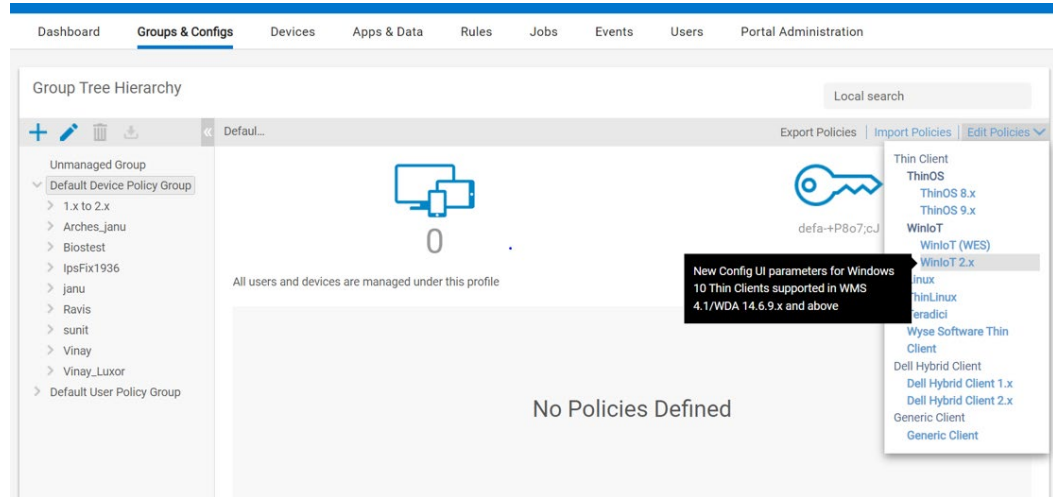 Dashboard Groups & Configs Devices Apps & Data Rules Jobs Events Users Portal Administration
Group Tree Hierarchy
Local search
Defaul...
Export Policies | Import Policies | Edit Policies
Unmanaged Group
Default Device Policy Group
1.x to 2.x
Arches_janu
Biostest
IpsFix1936
janu
Ravis
sunit
Vinay
Vinay_Luxor
Default User Policy Group
0
All users and devices are managed under this profile
defa-+P8o7;cJ
No Policies Defined
New Config UI parameters for Windows
10 Thin Clients supported in WMS
4.1/WDA 14.6.9.x and above
Thin Client
ThinOS
ThinOS 8.x
ThinOS 9.x
WinIoT
WinIoT (WES)
WinIoT 2.x
Linux
ThinLinux
Teradici
Wyse Software Thin
Client
Dell Hybrid Client
Dell Hybrid Client 1.x
Dell Hybrid Client 2.x
Generic Client
Generic Client